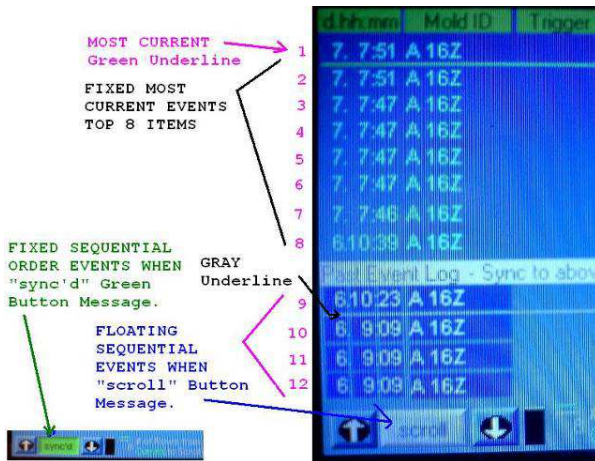 d.hh:mm Mold ID Trigger
MOST CURRENT
Green Underline
1 7. 7:51 A 16Z
2 7. 7:51 A 16Z
FIXED MOST
CURRENT EVENTS
TOP 8 ITEMS
3 7. 7:47 A 16Z
4 7. 7:47 A 16Z
5 7. 7:47 A 16Z
6 7. 7:47 A 16Z
7 7. 7:46 A 16Z
8 6.10:39 A 16Z
FIXED SEQUENTIAL
ORDER EVENTS WHEN
"sync'd" Green
Button Message.
GRAY
Underline
Past Event Log - Sync to above
9 6.10:23 A 16Z
10 6 9:09 A 16Z
11 6 9:09 A 16Z
12 6 9:09 A 16Z
FLOATING
SEQUENTIAL
EVENTS WHEN
"scroll" Button
Message.
scroll
sync'd